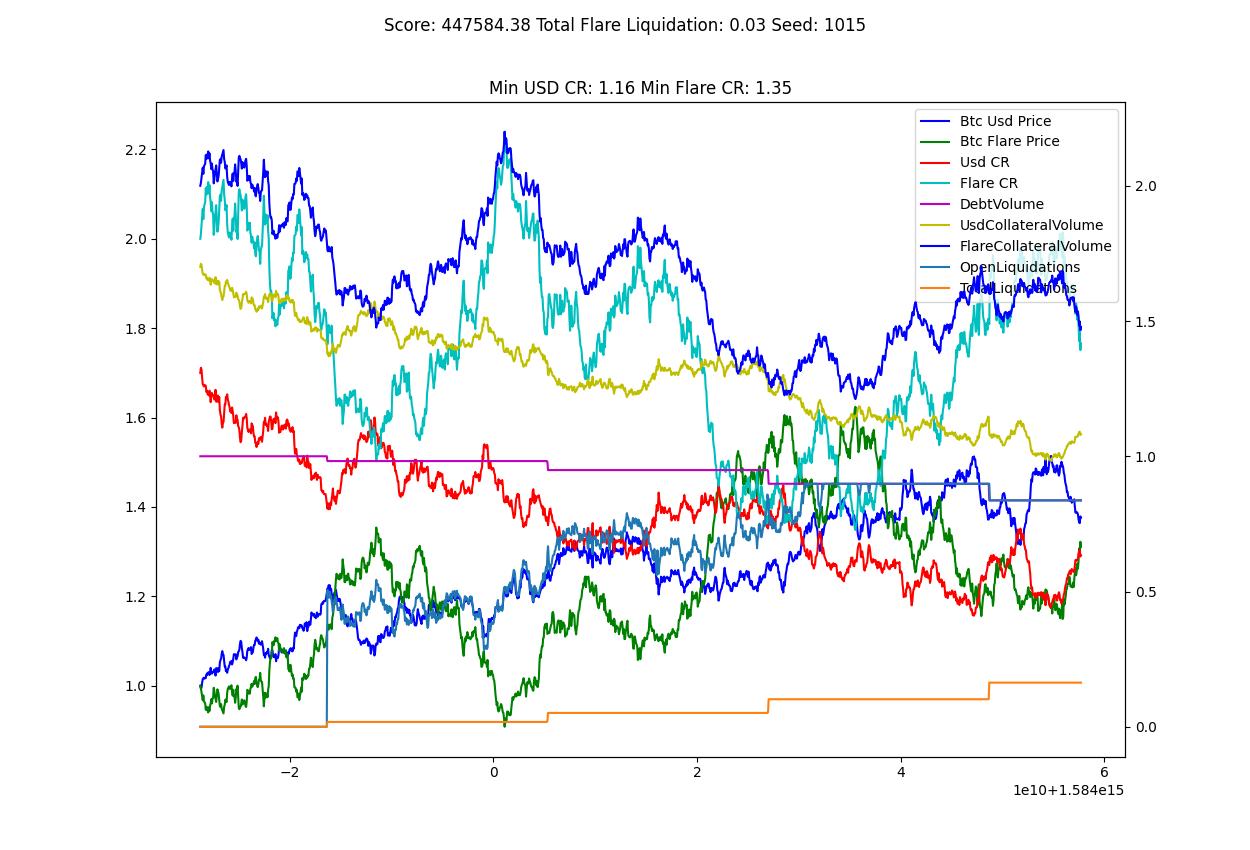 Score: 447584.38 Total Flare Liquidation: 0.03 Seed: 1015
Min USD CR: 1.16 Min Flare CR: 1.35
Btc Usd Price
Btc Flare Price
Usd CR
Flare CR
DebtVolume
UsdCollateralVolume
FlareCollateralVolume
OpenLiquidations
TotalLiquidations
2.2
2.0
1.8
1.6
1.4
1.2
1.0
2.0
1.5
1.0
0.5
0.0
−2
0
2
4
6
1e10+1.584e15